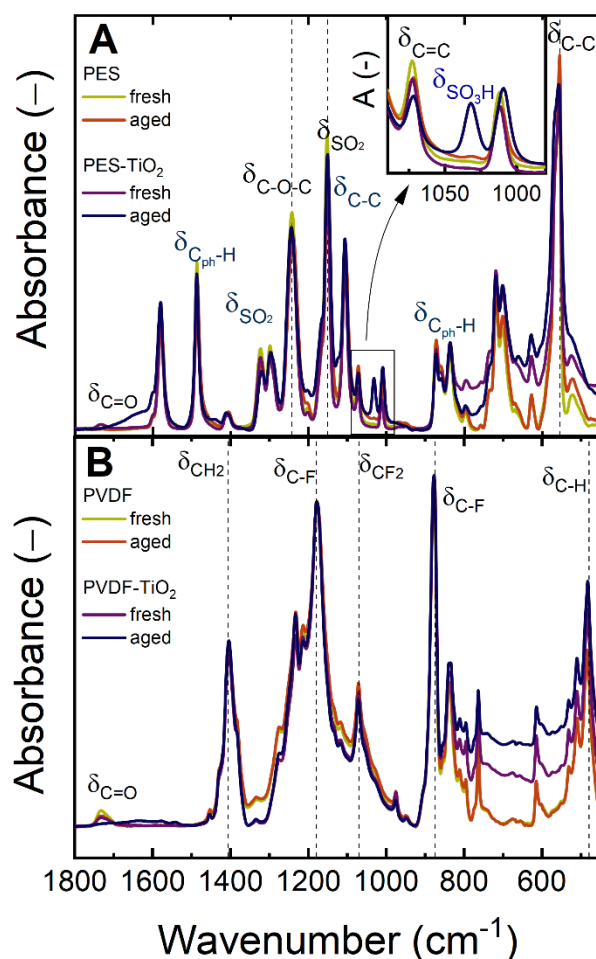 A
PES
fresh
aged
PES-TiO₂
fresh
aged
δC=O
δCph-H
δSO₂
δC-O-C
δSO₂
δC-C
δCph-H
δC-C
A (-)
δC=C
δSO₃H
1050 1000
Absorbance (−)
B
PVDF
fresh
aged
PVDF-TiO₂
fresh
aged
δC=O
δCH2
δC-F
δCF2
δC-F
δC-H
Absorbance (−)
1800 1600 1400 1200 1000 800 600
Wavenumber (cm⁻¹)